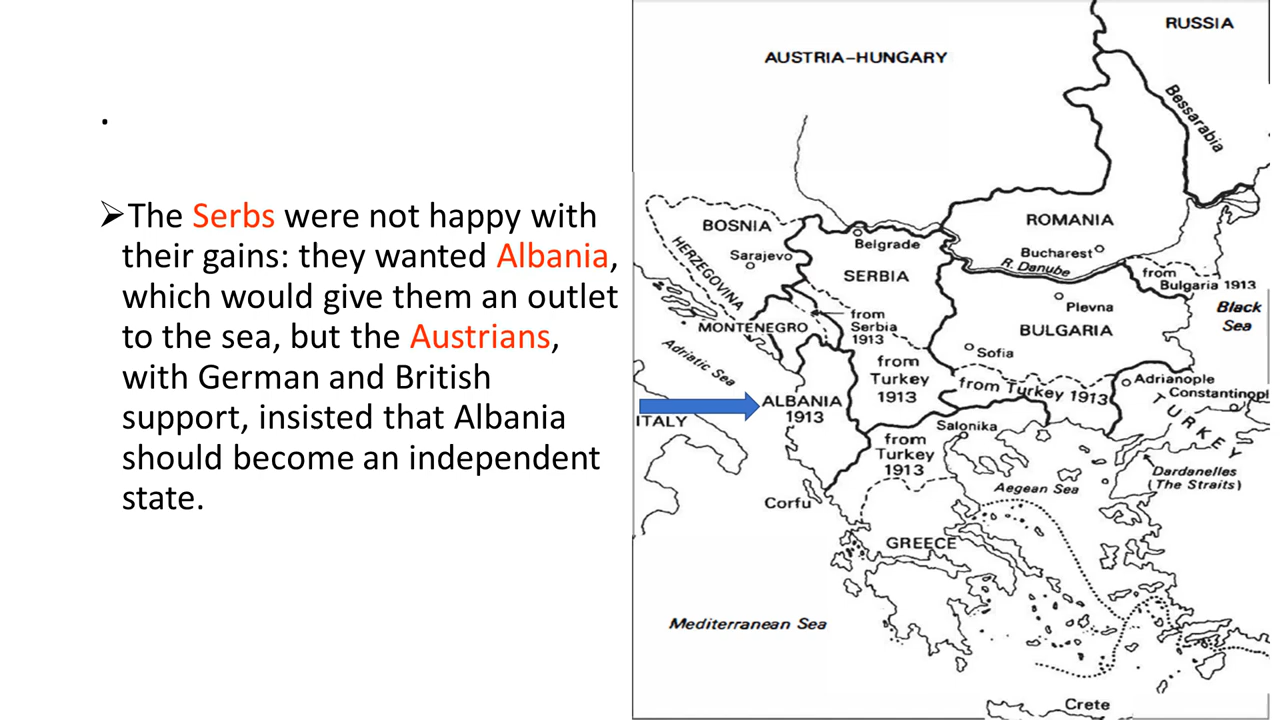 .
➢The Serbs were not happy with
their gains: they wanted Albania,
which would give them an outlet
to the sea, but the Austrians,
with German and British
support, insisted that Albania
should become an independent
state.
RUSSIA
AUSTRIA–HUNGARY
Bessarabia
BOSNIA
ROMANIA
Belgrade
Bucharest
Sarajevo
HERZEGOVINA
SERBIA
R. Danube
from
Bulgaria 1913
Plevna
Black
Sea
MONTENEGRO
from
Serbia
1913
BULGARIA
Sofia
Adriatic Sea
from
Turkey
1913
from Turkey 1913
Adrianople
Constantinopl
ALBANIA
1913
TURKEY
ITALY
Salonika
from
Turkey
1913
Dardanelles
(The Straits)
Aegean Sea
Corfu
GREECE
Mediterranean Sea
Crete